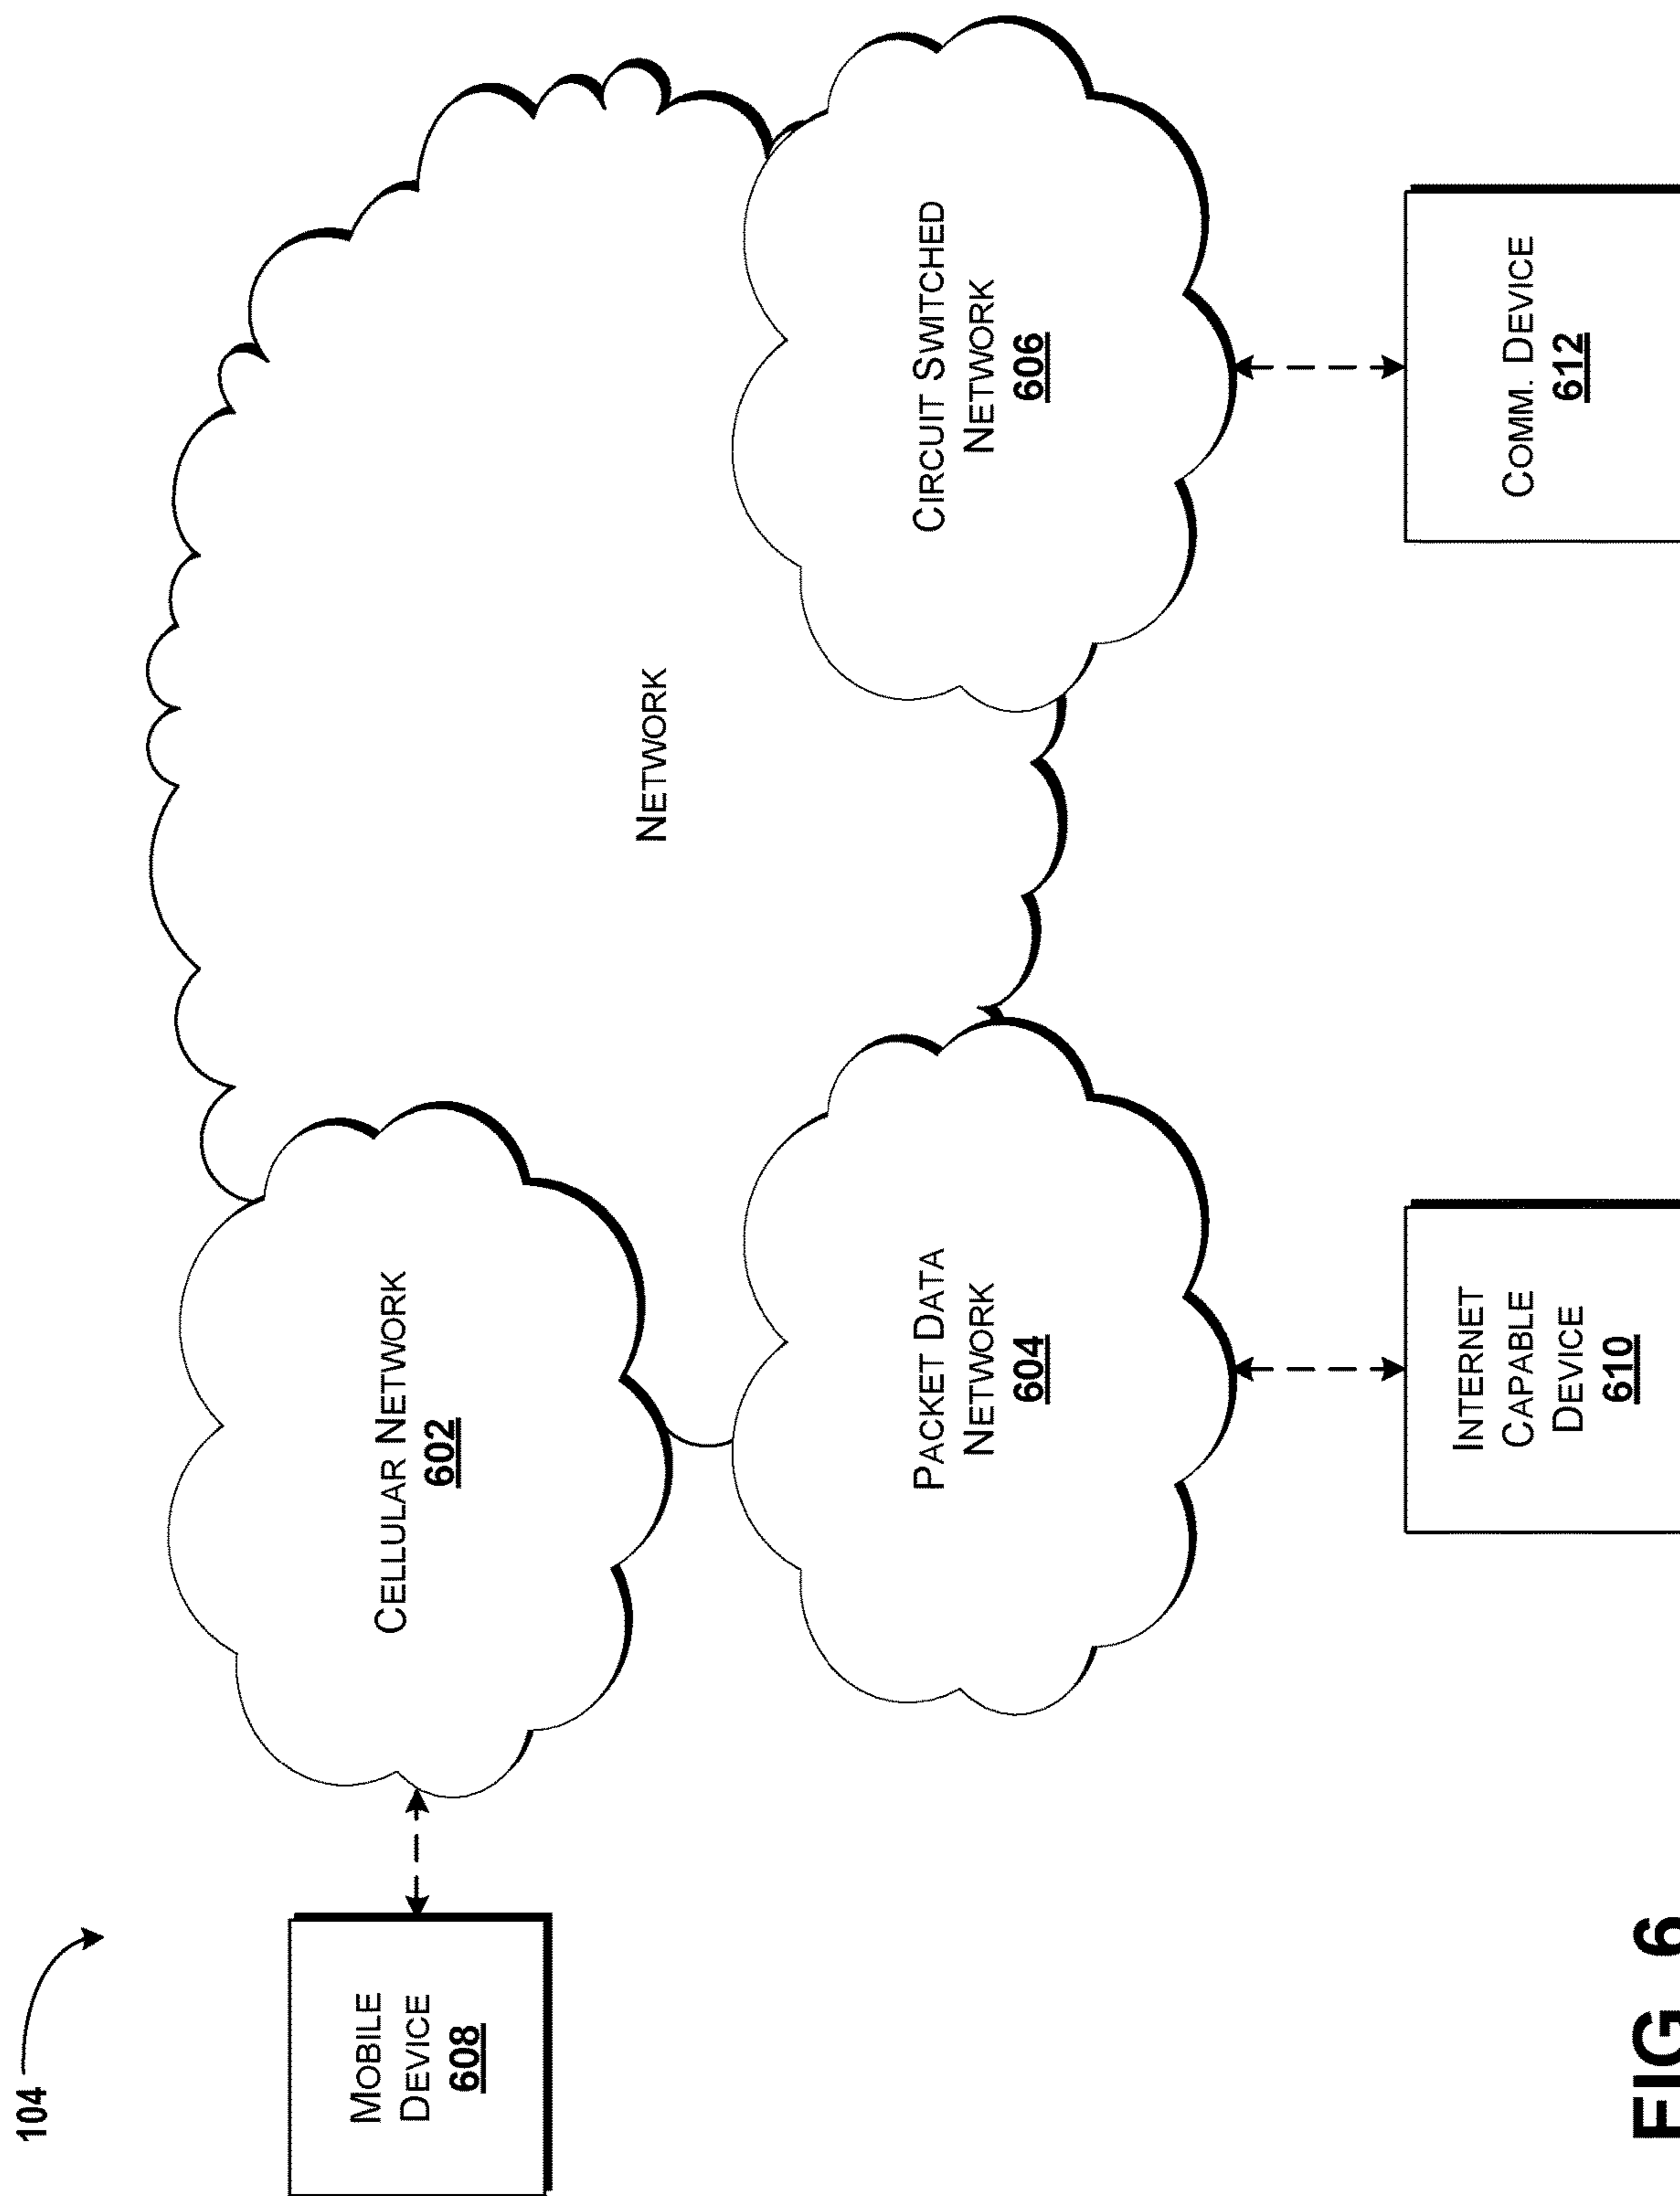 104
MOBILE
DEVICE
608
CELLULAR NETWORK
602
NETWORK
PACKET DATA
NETWORK
604
CIRCUIT SWITCHED
NETWORK
606
INTERNET
CAPABLE
DEVICE
610
COMM. DEVICE
612
FIG. 6